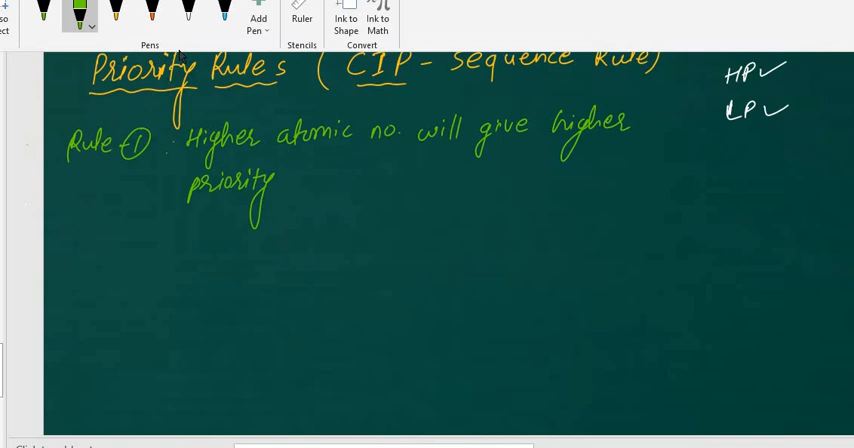 Add
Ruler
Ink to
Ink to
Pen
Shape
Math
Pens
Stencils
Convert
Priority Rules ( CIP - Sequence Rule)
HP ✓
LP ✓
Rule-① : Higher atomic no. will give higher
priority